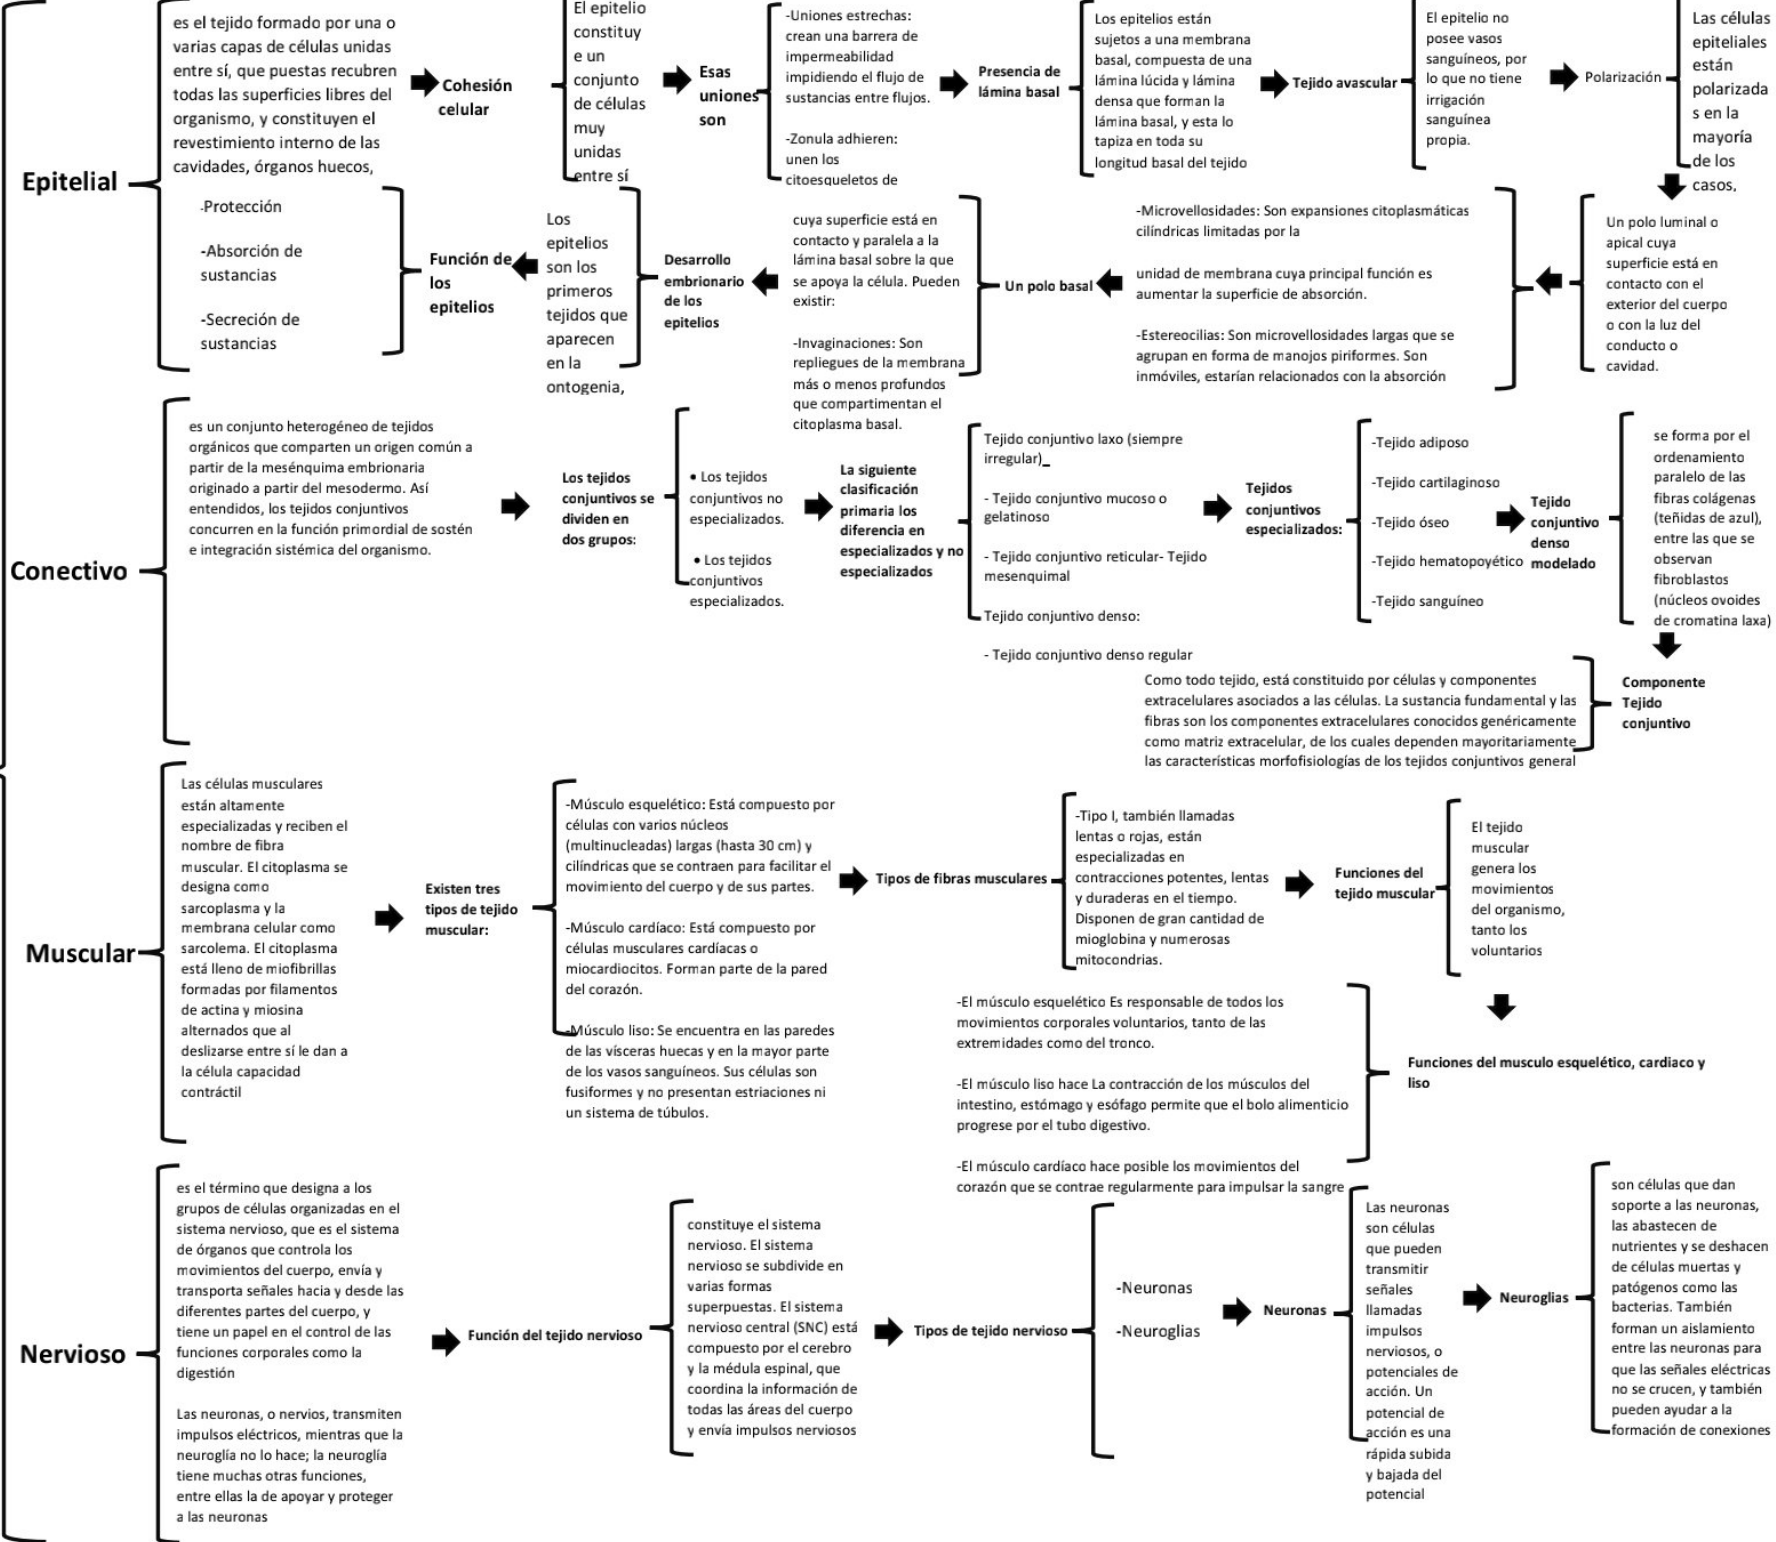 Epitelial
es el tejido formado por una o
varias capas de células unidas
entre sí, que puestas recubren
todas las superficies libres del
organismo, y constituyen el
revestimiento interno de las
cavidades, órganos huecos,
Cohesión
celular
El epitelio
constituy
e un
conjunto
de células
muy
unidas
entre sí
Esas
uniones
son
-Uniones estrechas:
crean una barrera de
impermeabilidad
impidiendo el flujo de
sustancias entre flujos.
-Zonula adhieren:
unen los
citoesqueletos de
Presencia de
lámina basal
Los epitelios están
sujetos a una membrana
basal, compuesta de una
lámina lúcida y lámina
densa que forman la
lámina basal, y esta lo
tapiza en toda su
longitud basal del tejido
Tejido avascular
El epitelio no
posee vasos
sanguíneos, por
lo que no tiene
irrigación
sanguínea
propia.
Polarización
Las células
epiteliales
están
polarizada
s en la
mayoría
de los
casos,
Un polo luminal o
apical cuya
superficie está en
contacto con el
exterior del cuerpo
o con la luz del
conducto o
cavidad.
-Microvellosidades: Son expansiones citoplasmáticas
cilíndricas limitadas por la
unidad de membrana cuya principal función es
aumentar la superficie de absorción.
-Estereocilias: Son microvellosidades largas que se
agrupan en forma de manojos piriformes. Son
inmóviles, estarían relacionados con la absorción
Un polo basal
cuya superficie está en
contacto y paralela a la
lámina basal sobre la que
se apoya la célula. Pueden
existir:
-Invaginaciones: Son
repliegues de la membrana
más o menos profundos
que compartimentan el
citoplasma basal.
Desarrollo
embrionario
de los
epitelios
Los
epitelios
son los
primeros
tejidos que
aparecen
en la
ontogenia,
Función de
los
epitelios
-Protección
-Absorción de
sustancias
-Secreción de
sustancias
Conectivo
es un conjunto heterogéneo de tejidos
orgánicos que comparten un origen común a
partir de la mesénquima embrionaria
originado a partir del mesodermo. Así
entendidos, los tejidos conjuntivos
concurren en la función primordial de sostén
e integración sistémica del organismo.
Los tejidos
conjuntivos se
dividen en
dos grupos:
• Los tejidos
conjuntivos no
especializados.
• Los tejidos
conjuntivos
especializados.
La siguiente
clasificación
primaria los
diferencia en
especializados y no
especializados
Tejido conjuntivo laxo (siempre
irregular)_
- Tejido conjuntivo mucoso o
gelatinoso
- Tejido conjuntivo reticular- Tejido
mesenquimal
Tejido conjuntivo denso:
- Tejido conjuntivo denso regular
Tejidos
conjuntivos
especializados:
-Tejido adiposo
-Tejido cartilaginoso
-Tejido óseo
-Tejido hematopoyético
-Tejido sanguíneo
Tejido
conjuntivo
denso
modelado
se forma por el
ordenamiento
paralelo de las
fibras colágenas
(teñidas de azul),
entre las que se
observan
fibroblastos
(núcleos ovoides
de cromatina laxa)
Componente
Tejido
conjuntivo
Como todo tejido, está constituido por células y componentes
extracelulares asociados a las células. La sustancia fundamental y las
fibras son los componentes extracelulares conocidos genéricamente
como matriz extracelular, de los cuales dependen mayoritariamente
las características morfofisiologías de los tejidos conjuntivos general
Muscular
Las células musculares
están altamente
especializadas y reciben el
nombre de fibra
muscular. El citoplasma se
designa como
sarcoplasma y la
membrana celular como
sarcolema. El citoplasma
está lleno de miofibrillas
formadas por filamentos
de actina y miosina
alternados que al
deslizarse entre sí le dan a
la célula capacidad
contráctil
Existen tres
tipos de tejido
muscular:
-Músculo esquelético: Está compuesto por
células con varios núcleos
(multinucleadas) largas (hasta 30 cm) y
cilíndricas que se contraen para facilitar el
movimiento del cuerpo y de sus partes.
-Músculo cardíaco: Está compuesto por
células musculares cardíacas o
miocardiocitos. Forman parte de la pared
del corazón.
-Músculo liso: Se encuentra en las paredes
de las vísceras huecas y en la mayor parte
de los vasos sanguíneos. Sus células son
fusiformes y no presentan estriaciones ni
un sistema de túbulos.
Tipos de fibras musculares
-Tipo I, también llamadas
lentas o rojas, están
especializadas en
contracciones potentes, lentas
y duraderas en el tiempo.
Disponen de gran cantidad de
mioglobina y numerosas
mitocondrias.
Funciones del
tejido muscular
El tejido
muscular
genera los
movimientos
del organismo,
tanto los
voluntarios
Funciones del musculo esquelético, cardiaco y
liso
-El músculo esquelético Es responsable de todos los
movimientos corporales voluntarios, tanto de las
extremidades como del tronco.
-El músculo liso hace La contracción de los músculos del
intestino, estómago y esófago permite que el bolo alimenticio
progrese por el tubo digestivo.
-El músculo cardíaco hace posible los movimientos del
corazón que se contrae regularmente para impulsar la sangre
Nervioso
es el término que designa a los
grupos de células organizadas en el
sistema nervioso, que es el sistema
de órganos que controla los
movimientos del cuerpo, envía y
transporta señales hacia y desde las
diferentes partes del cuerpo, y
tiene un papel en el control de las
funciones corporales como la
digestión
Las neuronas, o nervios, transmiten
impulsos eléctricos, mientras que la
neuroglía no lo hace; la neuroglía
tiene muchas otras funciones,
entre ellas la de apoyar y proteger
a las neuronas
Función del tejido nervioso
constituye el sistema
nervioso. El sistema
nervioso se subdivide en
varias formas
superpuestas. El sistema
nervioso central (SNC) está
compuesto por el cerebro
y la médula espinal, que
coordina la información de
todas las áreas del cuerpo
y envía impulsos nerviosos
Tipos de tejido nervioso
-Neuronas
-Neuroglias
Neuronas
Las neuronas
son células
que pueden
transmitir
señales
llamadas
impulsos
nerviosos, o
potenciales de
acción. Un
potencial de
acción es una
rápida subida
y bajada del
potencial
Neuroglias
son células que dan
soporte a las neuronas,
las abastecen de
nutrientes y se deshacen
de células muertas y
patógenos como las
bacterias. También
forman un aislamiento
entre las neuronas para
que las señales eléctricas
no se crucen, y también
pueden ayudar a la
formación de conexiones